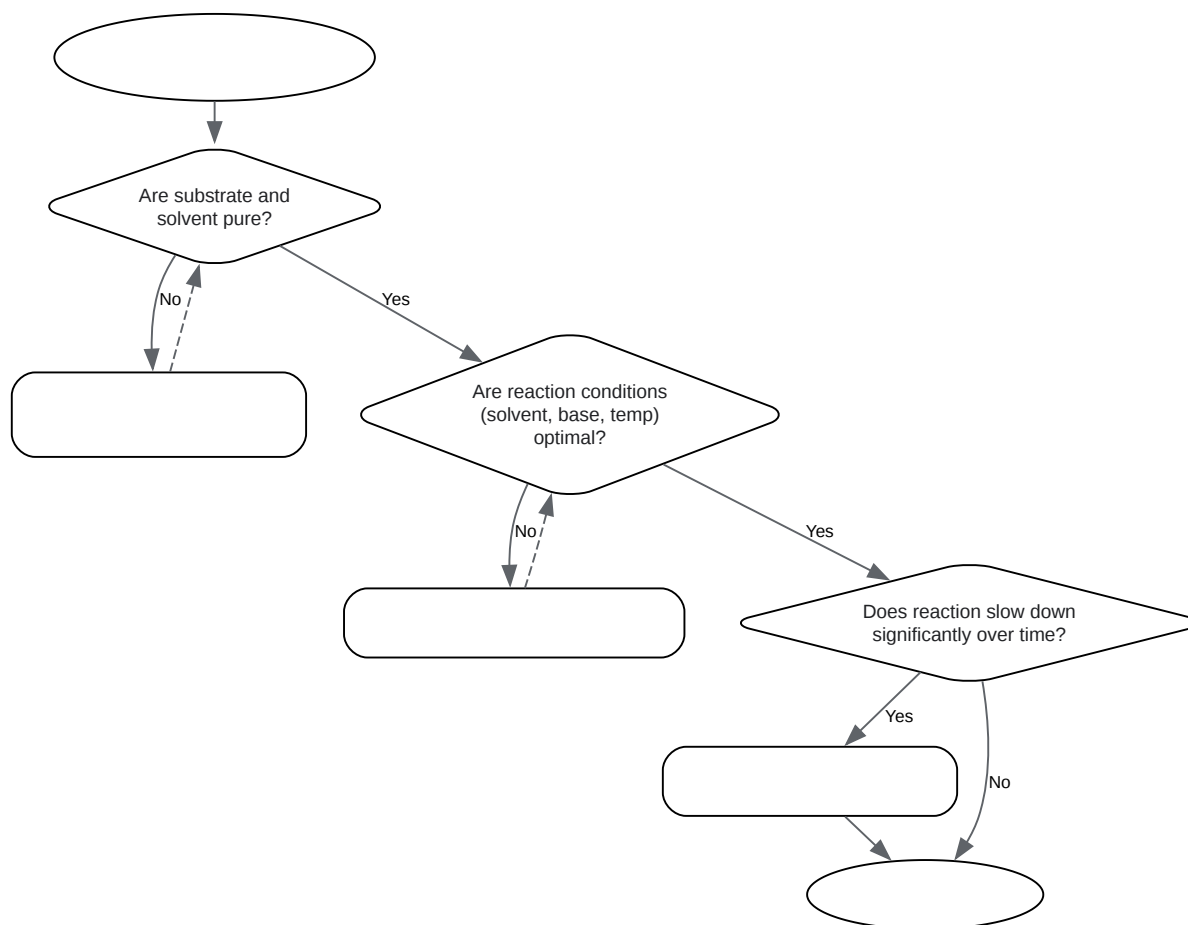 Are substrate and
solvent pure?
No
Yes
Are reaction conditions
(solvent, base, temp)
optimal?
No
Yes
Does reaction slow down
significantly over time?
Yes
No